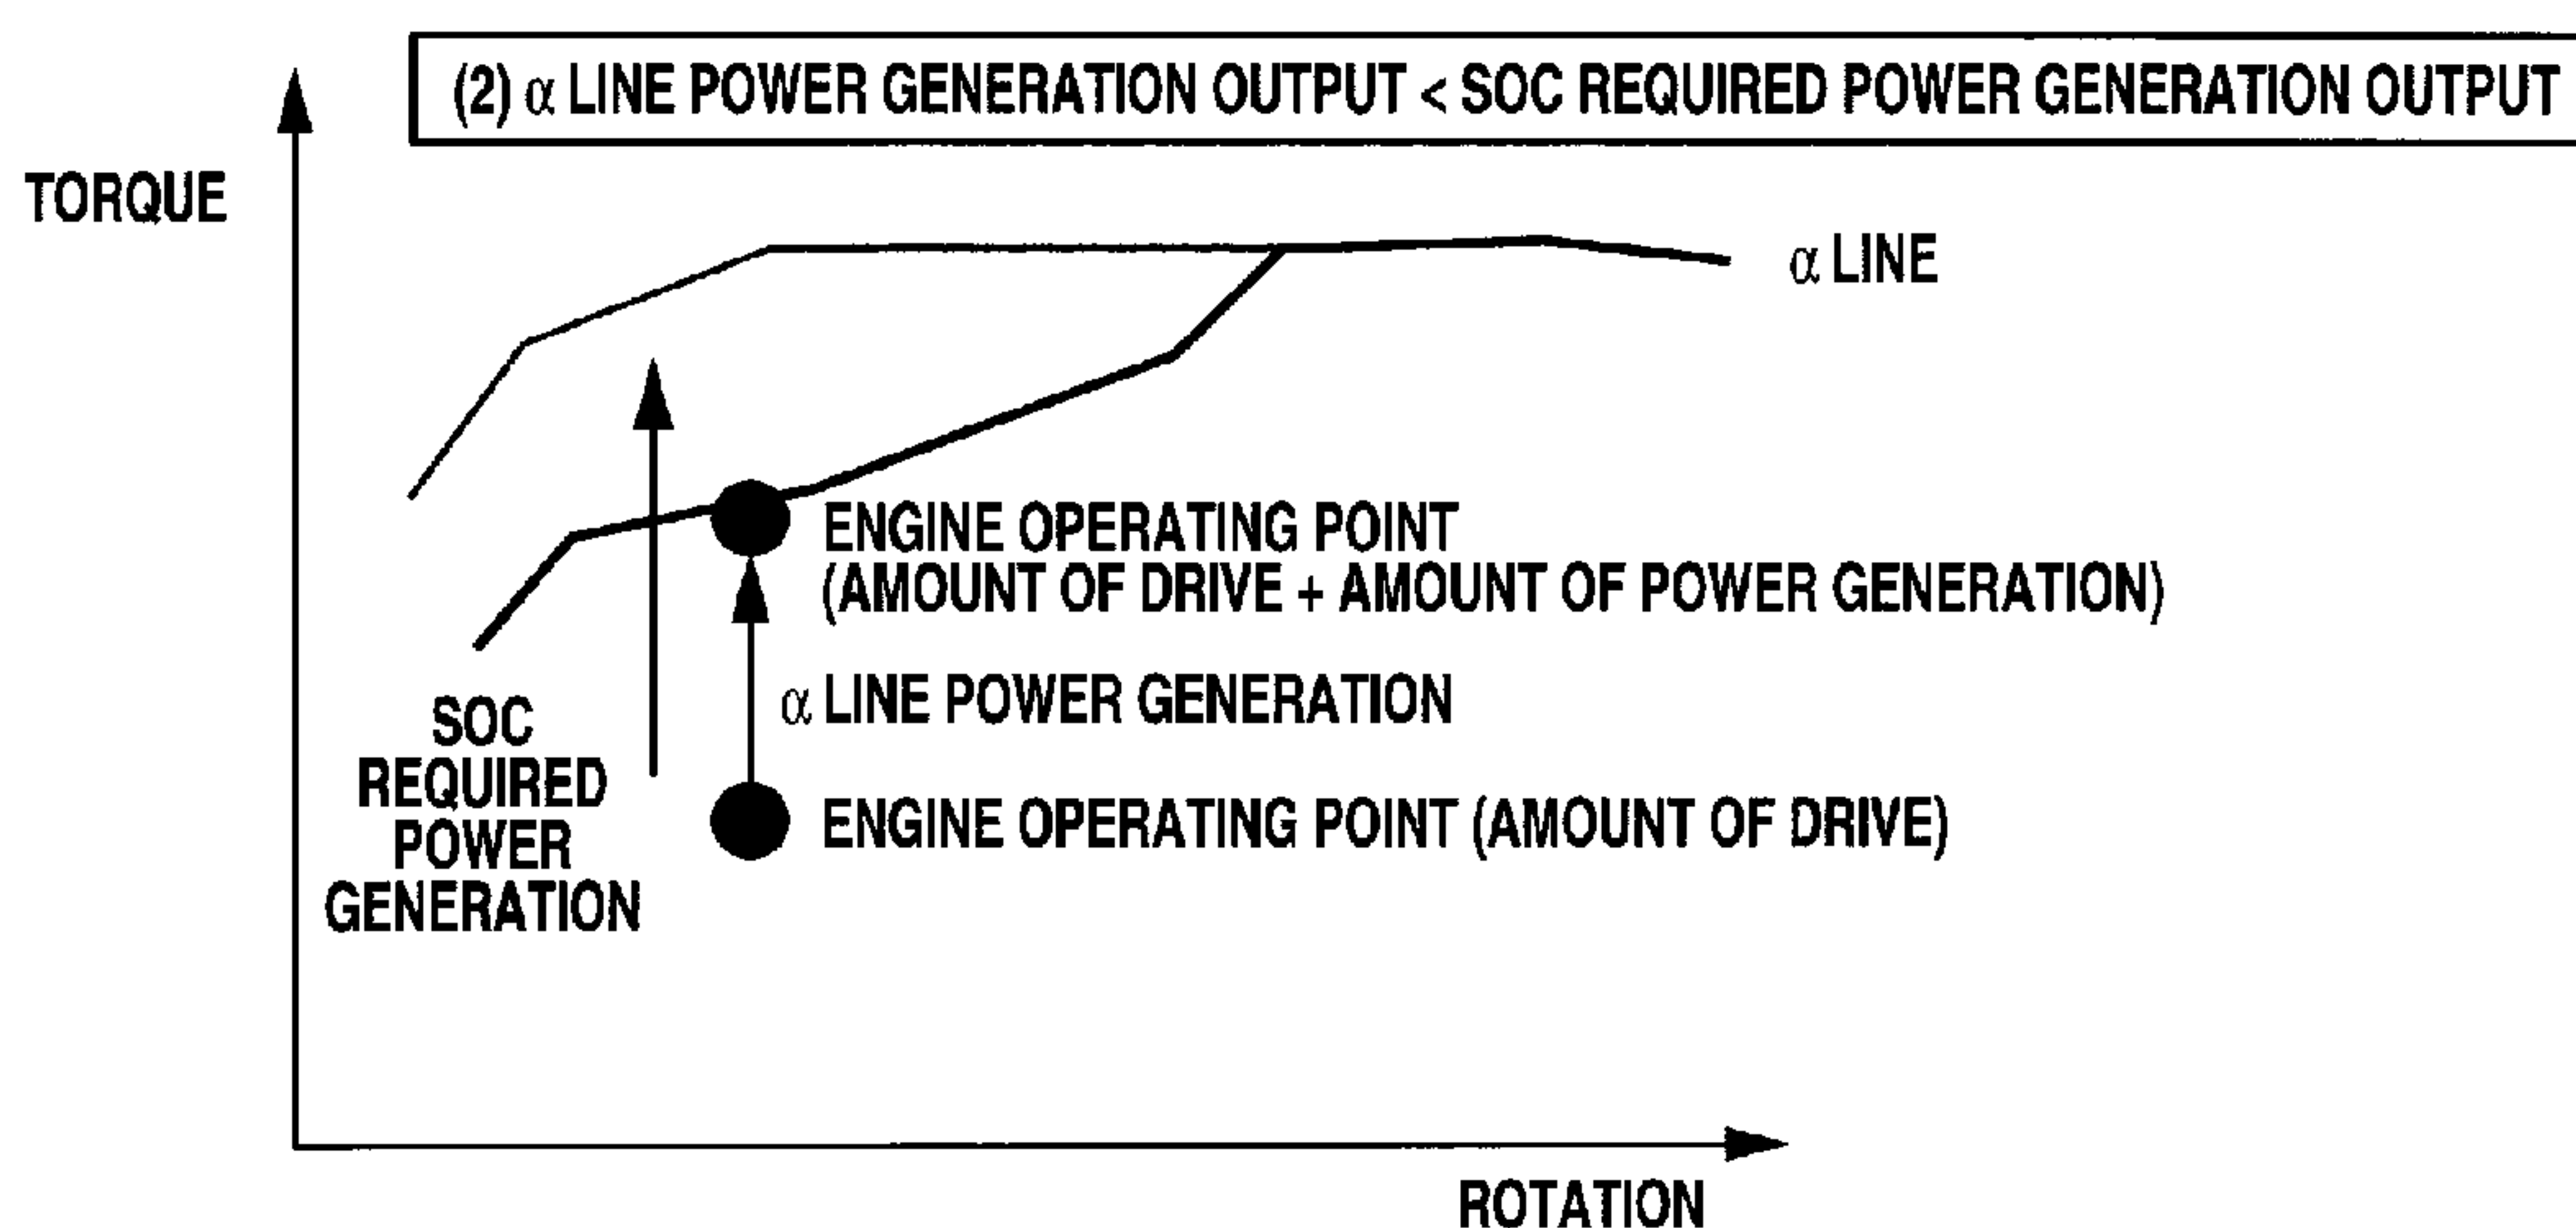 (2) α LINE POWER GENERATION OUTPUT < SOC REQUIRED POWER GENERATION OUTPUT
TORQUE
α LINE
ENGINE OPERATING POINT
(AMOUNT OF DRIVE + AMOUNT OF POWER GENERATION)
α LINE POWER GENERATION
SOC
REQUIRED
POWER
GENERATION
ENGINE OPERATING POINT (AMOUNT OF DRIVE)
ROTATION